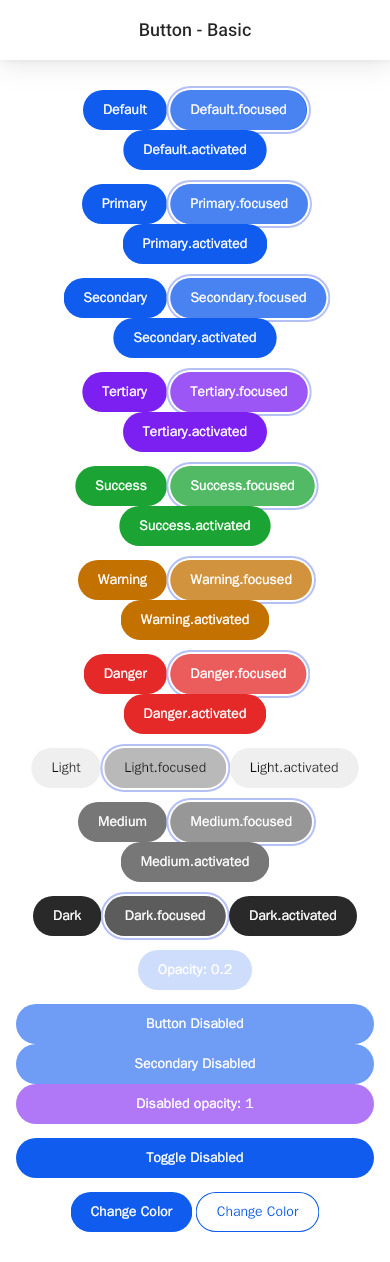 Button - Basic
Default Default.focused
Default.activated
Primary Primary.focused
Primary.activated
Secondary Secondary.focused
Secondary.activated
Tertiary Tertiary.focused
Tertiary.activated
Success Success.focused
Success.activated
Warning Warning.focused
Warning.activated
Danger Danger.focused
Danger.activated
Light Light.focused Light.activated
Medium Medium.focused
Medium.activated
Dark Dark.focused Dark.activated
Opacity: 0.2
Button Disabled
Secondary Disabled
Disabled opacity: 1
Toggle Disabled
Change Color Change Color